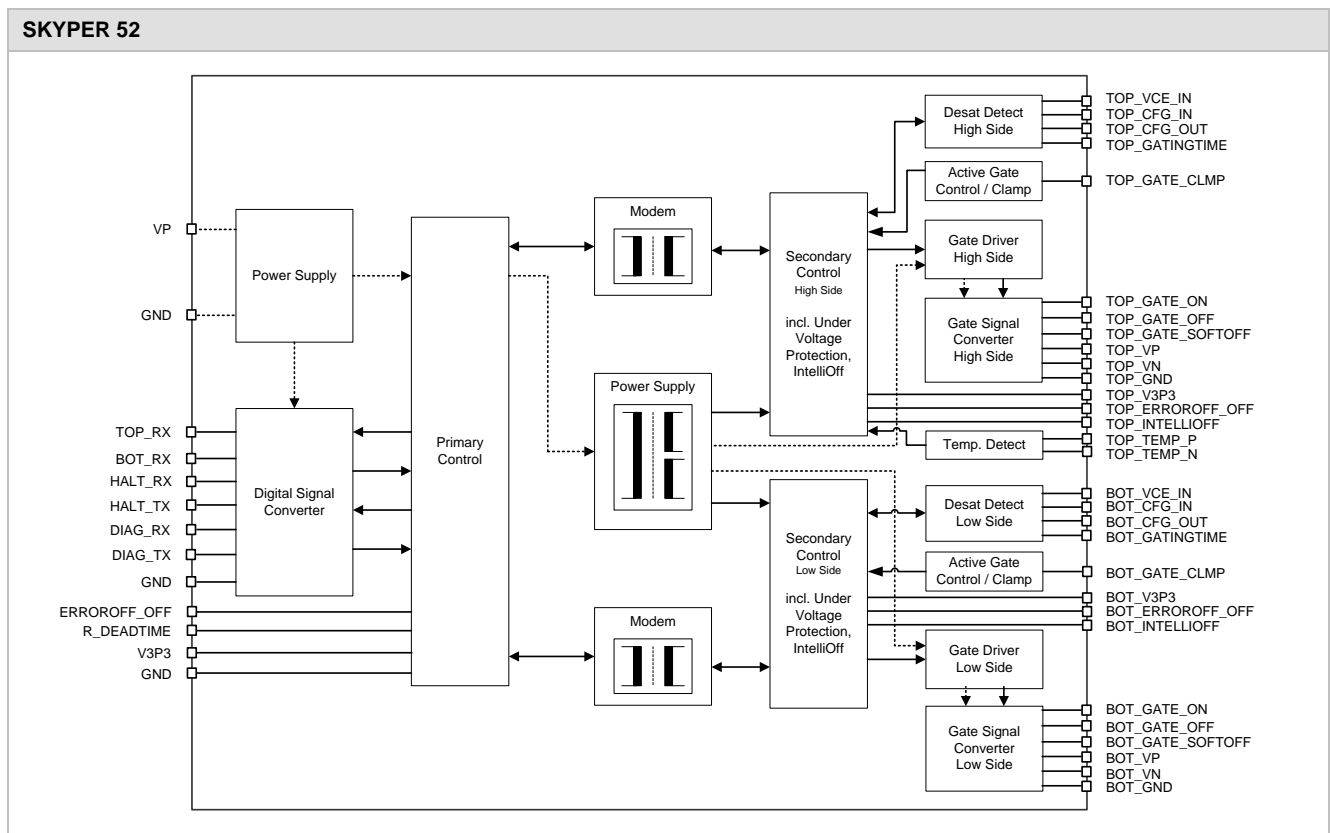 SKYPER 52
VP
GND
TOP_RX
BOT_RX
HALT_RX
HALT_TX
DIAG_RX
DIAG_TX
GND
ERROROFF_OFF
R_DEADTIME
V3P3
GND
Power Supply
Digital Signal
Converter
Primary
Control
Modem
Power Supply
Modem
Secondary
Control
High Side
incl. Under
Voltage
Protection,
IntelliOff
Secondary
Control
Low Side
incl. Under
Voltage
Protection,
IntelliOff
Desat Detect
High Side
Active Gate
Control / Clamp
Gate Driver
High Side
Gate Signal
Converter
High Side
Temp. Detect
Desat Detect
Low Side
Active Gate
Control / Clamp
Gate Driver
Low Side
Gate Signal
Converter
Low Side
TOP_VCE_IN
TOP_CFG_IN
TOP_CFG_OUT
TOP_GATINGTIME
TOP_GATE_CLMP
TOP_GATE_ON
TOP_GATE_OFF
TOP_GATE_SOFTOFF
TOP_VP
TOP_VN
TOP_GND
TOP_V3P3
TOP_ERROROFF_OFF
TOP_INTELLIOFF
TOP_TEMP_P
TOP_TEMP_N
BOT_VCE_IN
BOT_CFG_IN
BOT_CFG_OUT
BOT_GATINGTIME
BOT_GATE_CLMP
BOT_V3P3
BOT_ERROROFF_OFF
BOT_INTELLIOFF
BOT_GATE_ON
BOT_GATE_OFF
BOT_GATE_SOFTOFF
BOT_VP
BOT_VN
BOT_GND